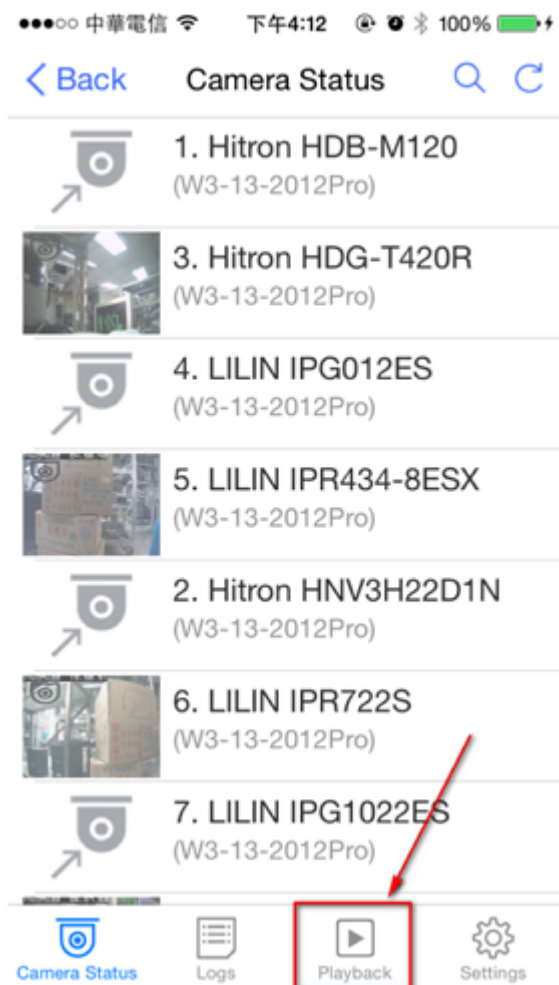 中華電信 下午4:12 100%
Back Camera Status
1. Hitron HDB-M120
(W3-13-2012Pro)
3. Hitron HDG-T420R
(W3-13-2012Pro)
4. LILIN IPG012ES
(W3-13-2012Pro)
5. LILIN IPR434-8ESX
(W3-13-2012Pro)
2. Hitron HNV3H22D1N
(W3-13-2012Pro)
6. LILIN IPR722S
(W3-13-2012Pro)
7. LILIN IPG1022ES
(W3-13-2012Pro)
Camera Status Logs Playback Settings